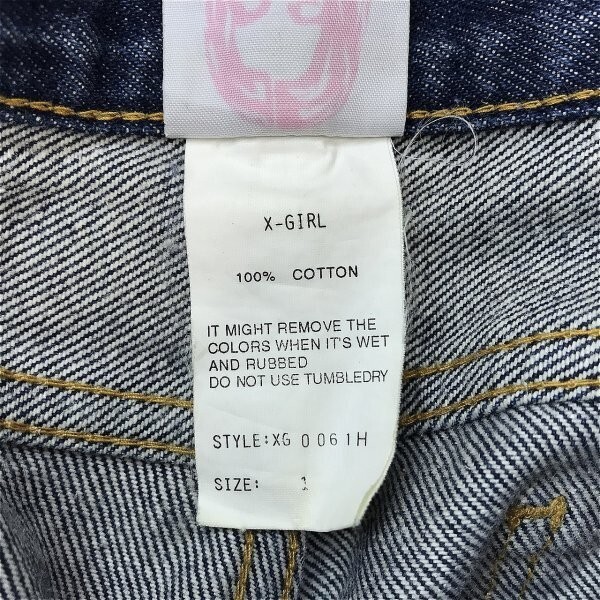 X-GIRL
100% COTTON
IT MIGHT REMOVE THE
COLORS WHEN IT'S WET
AND RUBBED
DO NOT USE TUMBLEDRY
STYLE:XG 0061H
SIZE: 1